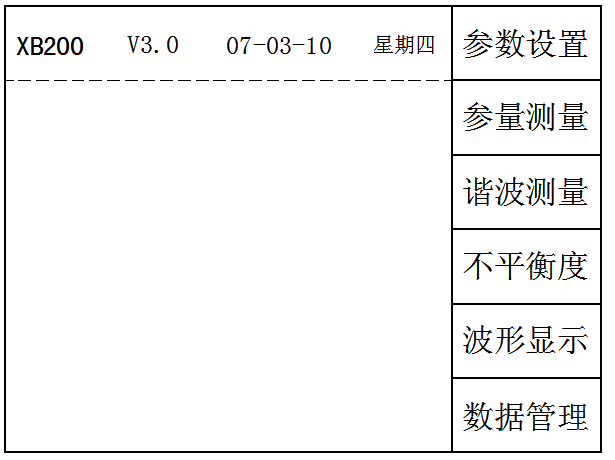 XB200 V3.0 07-03-10 星期四
参数设置
参量测量
谐波测量
不平衡度
波形显示
数据管理